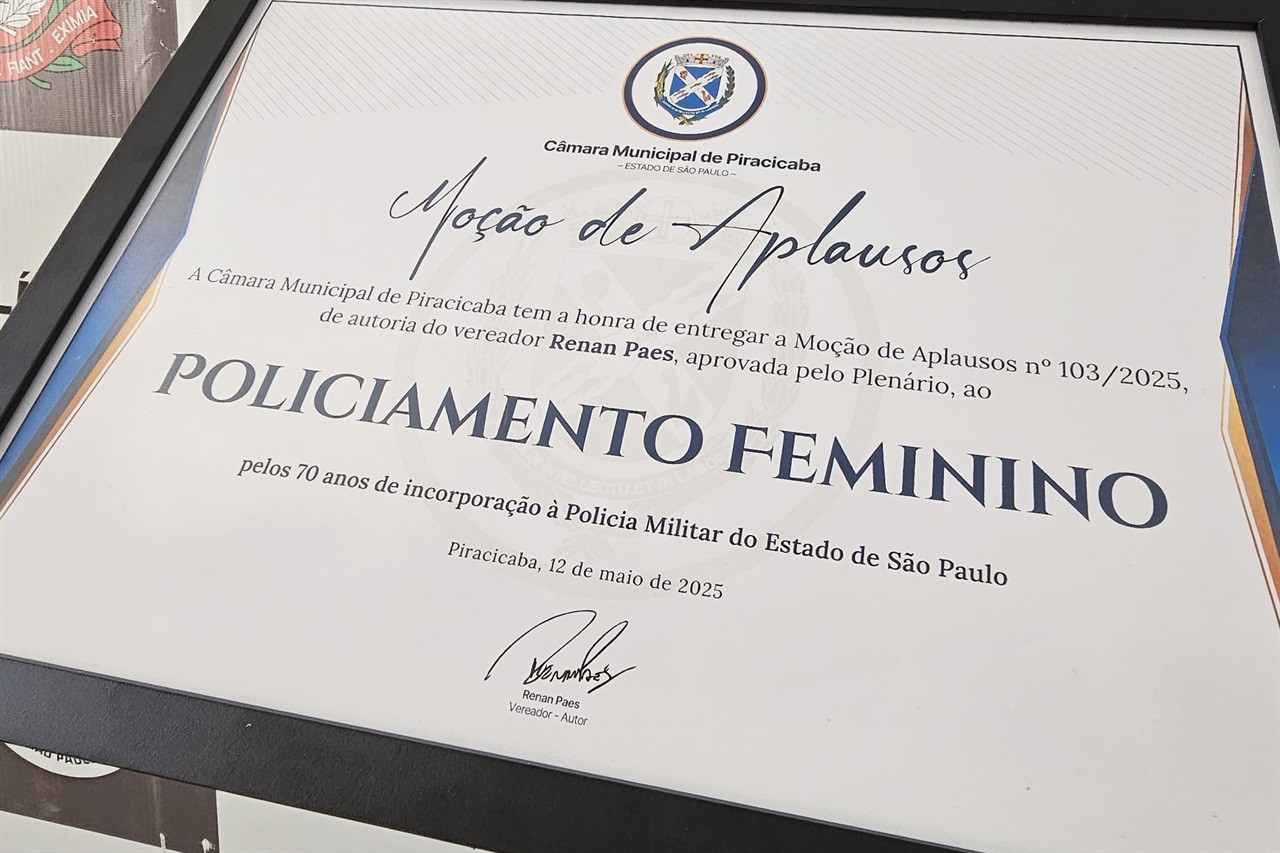 FIANT · EXIMIA
Câmara Municipal de Piracicaba
– ESTADO DE SÃO PAULO –
Moção de Aplausos
A Câmara Municipal de Piracicaba tem a honra de entregar a Moção de Aplausos nº 103/2025,
de autoria do vereador Renan Paes, aprovada pelo Plenário, ao
POLICIAMENTO FEMININO
pelos 70 anos de incorporação à Policia Militar do Estado de São Paulo
Piracicaba, 12 de maio de 2025
Renan Paes
Vereador - Autor